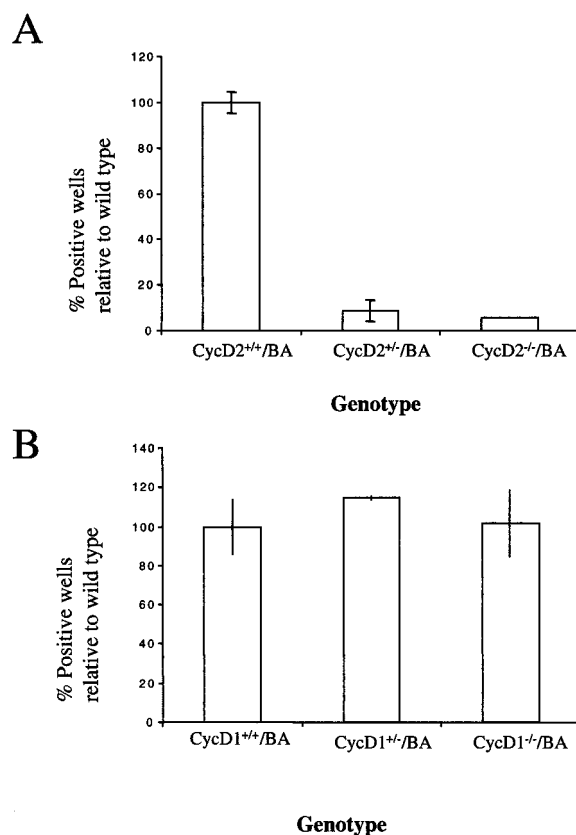 A
% Positive wells
relative to wild type
120
100
80
60
40
20
0
CycD2+/+/BA
CycD2+/-/BA
CycD2-/-/BA
Genotype
B
% Positive wells
relative to wild type
140
120
100
80
60
40
20
0
CycD1+/+/BA
CycD1+/-/BA
CycD1-/-/BA
Genotype